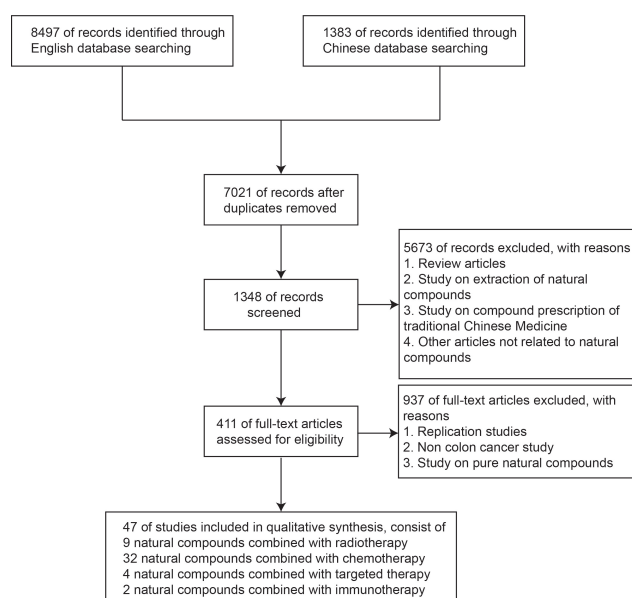 8497 of records identified through
English database searching
1383 of records identified through
Chinese database searching
7021 of records after
duplicates removed
5673 of records excluded, with reasons
1. Review articles
2. Study on extraction of natural
compounds
3. Study on compound prescription of
traditional Chinese Medicine
4. Other articles not related to natural
compounds
1348 of records
screened
937 of full-text articles excluded, with
reasons
1. Replication studies
2. Non colon cancer study
3. Study on pure natural compounds
411 of full-text articles
assessed for eligibility
47 of studies included in qualitative synthesis, consist of
9 natural compounds combined with radiotherapy
32 natural compounds combined with chemotherapy
4 natural compounds combined with targeted therapy
2 natural compounds combined with immunotherapy